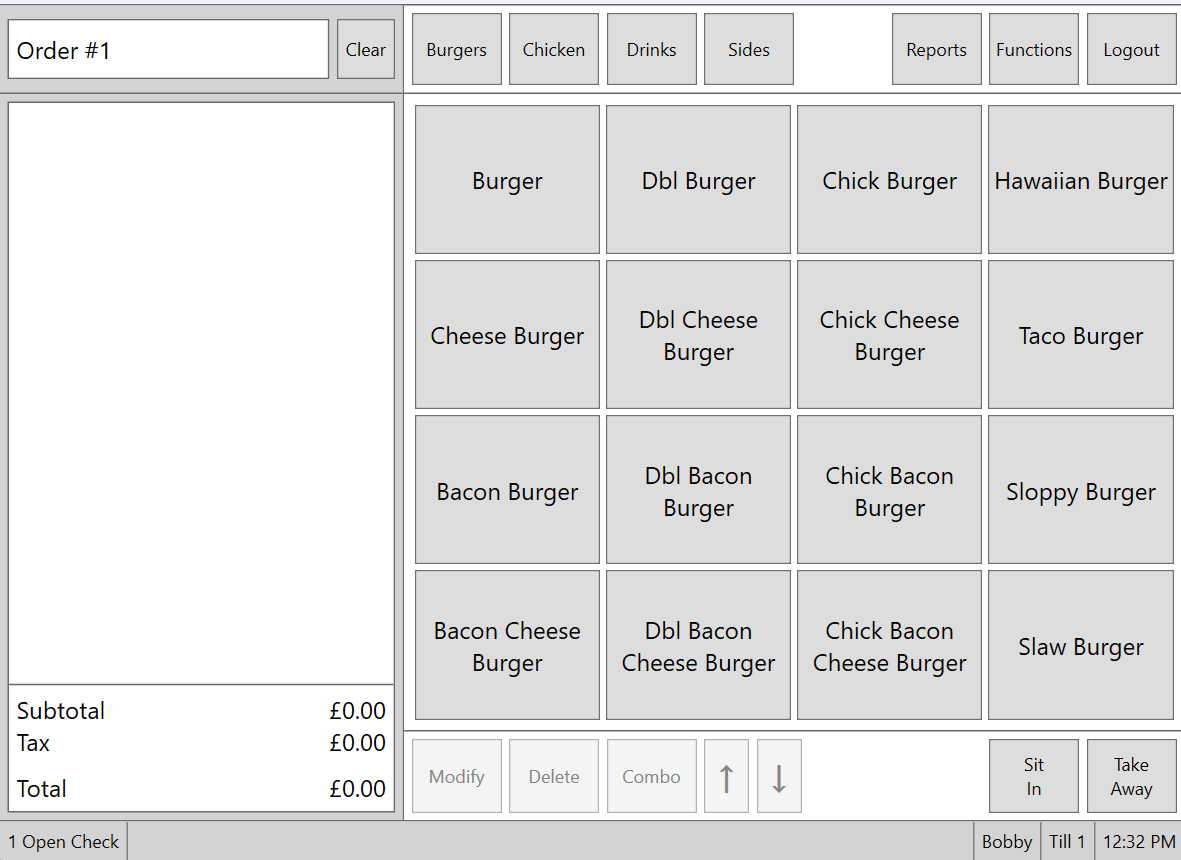 Order #1
Clear
Burgers
Chicken
Drinks
Sides
Reports
Functions
Logout
Burger
Dbl Burger
Chick Burger
Hawaiian Burger
Cheese Burger
Dbl Cheese
Burger
Chick Cheese
Burger
Taco Burger
Bacon Burger
Dbl Bacon
Burger
Chick Bacon
Burger
Sloppy Burger
Bacon Cheese
Burger
Dbl Bacon
Cheese Burger
Chick Bacon
Cheese Burger
Slaw Burger
Subtotal £0.00
Tax £0.00
Total £0.00
Modify
Delete
Combo
↑
↓
Sit
In
Take
Away
1 Open Check
Bobby
Till 1
12:32 PM